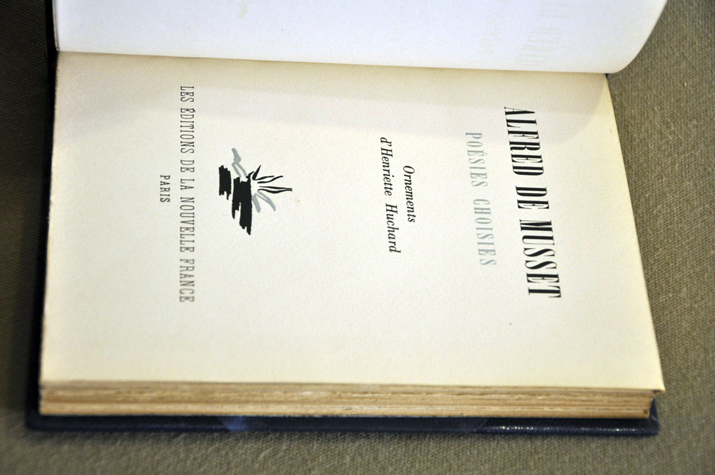 ALFRED DE MUSSET
POÉSIES CHOISIES
Ornements
d'Henriette Huchard
LES ÉDITIONS DE LA NOUVELLE FRANCE
PARIS